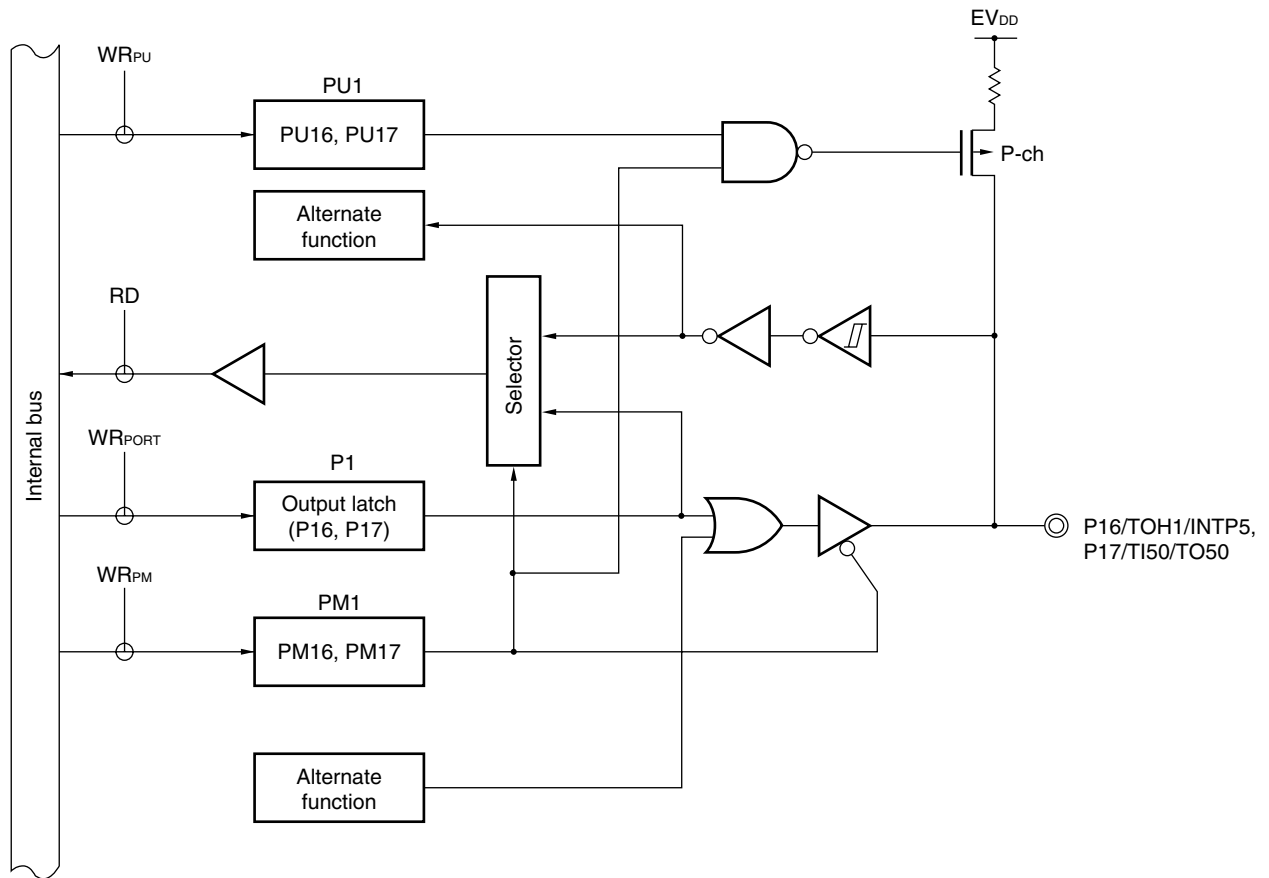 EVDD
WRPU
PU1
PU16, PU17
P-ch
Alternate
function
RD
Selector
Internal bus
WRPORT
P1
Output latch
(P16, P17)
P16/TOH1/INTP5,
P17/TI50/TO50
WRPM
PM1
PM16, PM17
Alternate
function